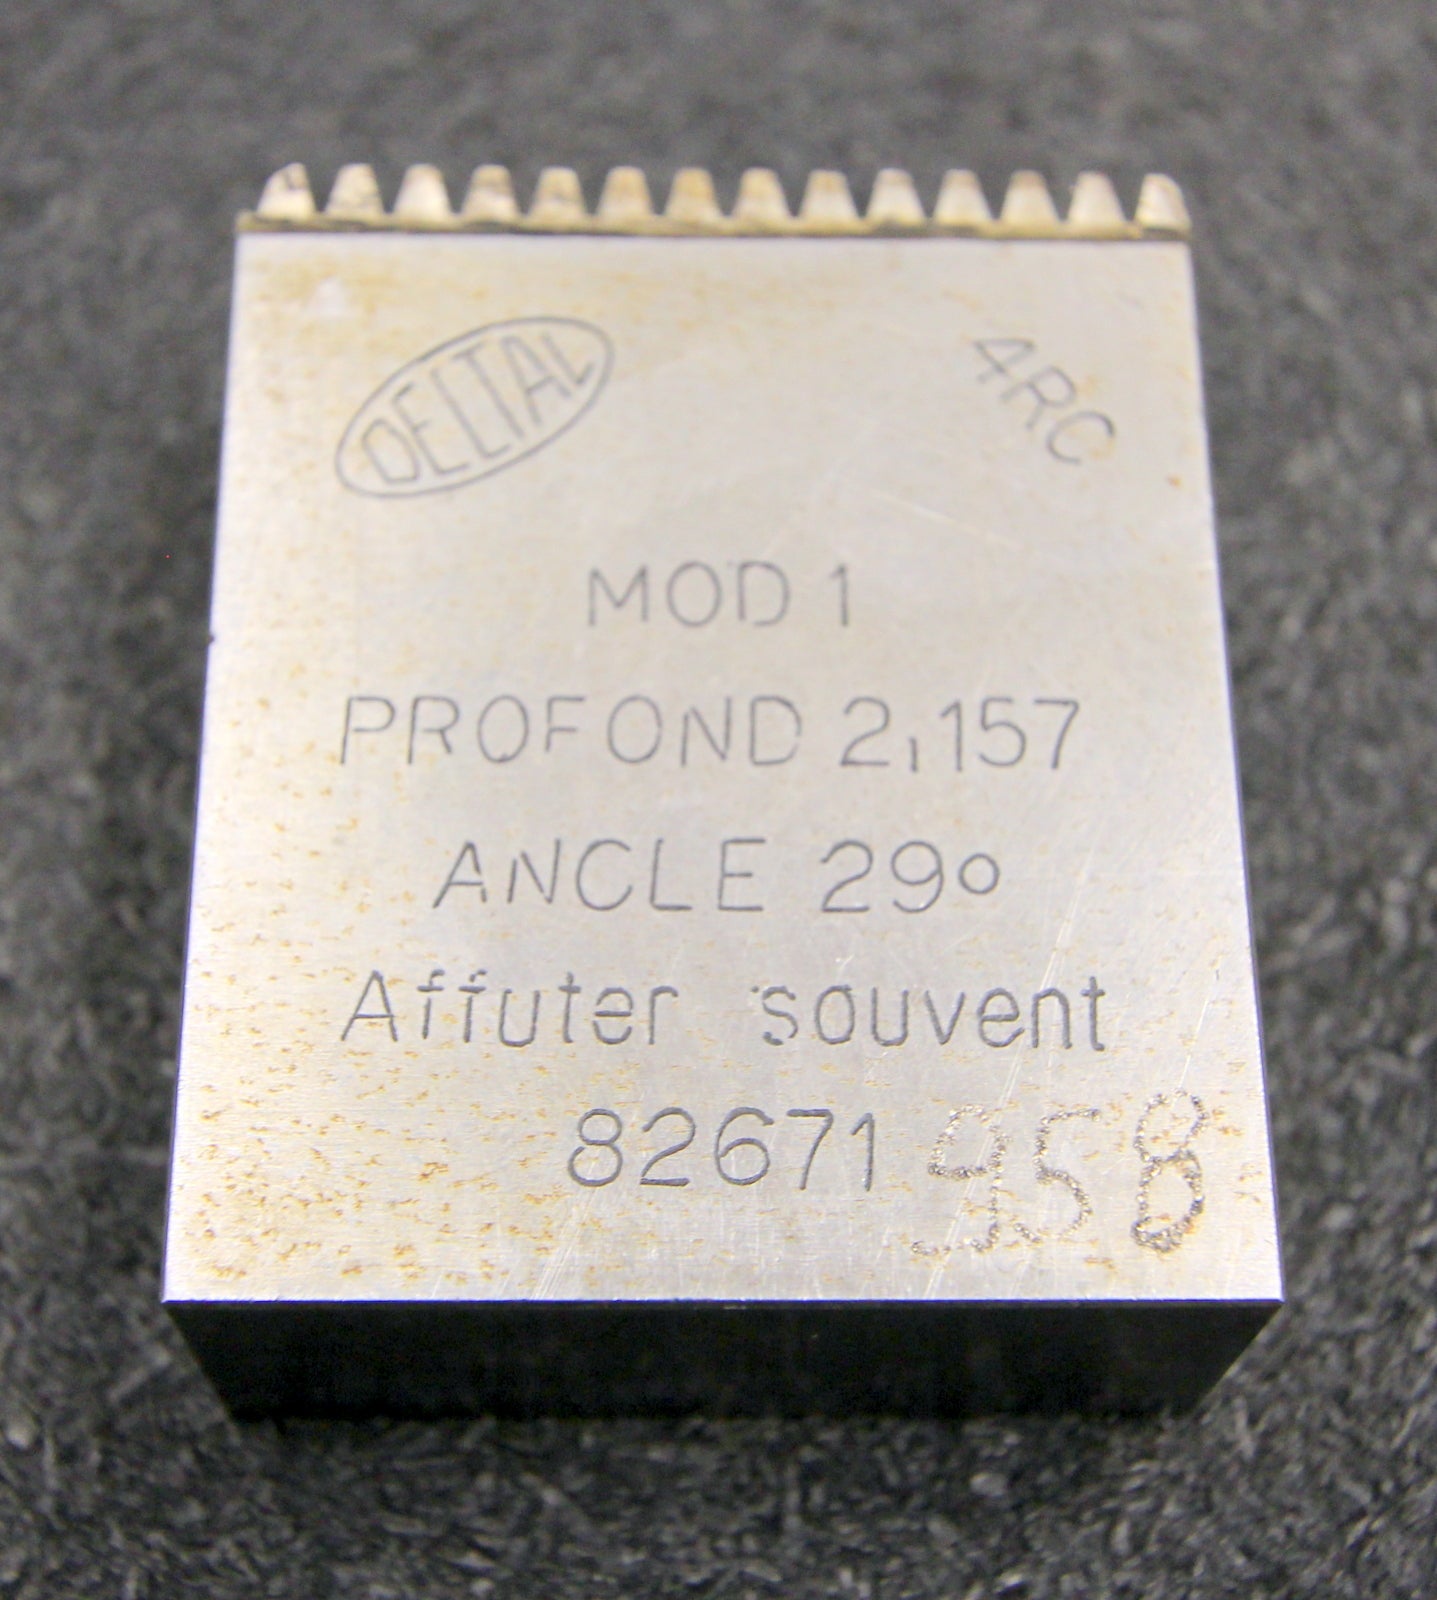 DELTAL
4RC
MOD 1
PROFOND 2,157
ANCLE 29°
Affuter souvent
82671 958